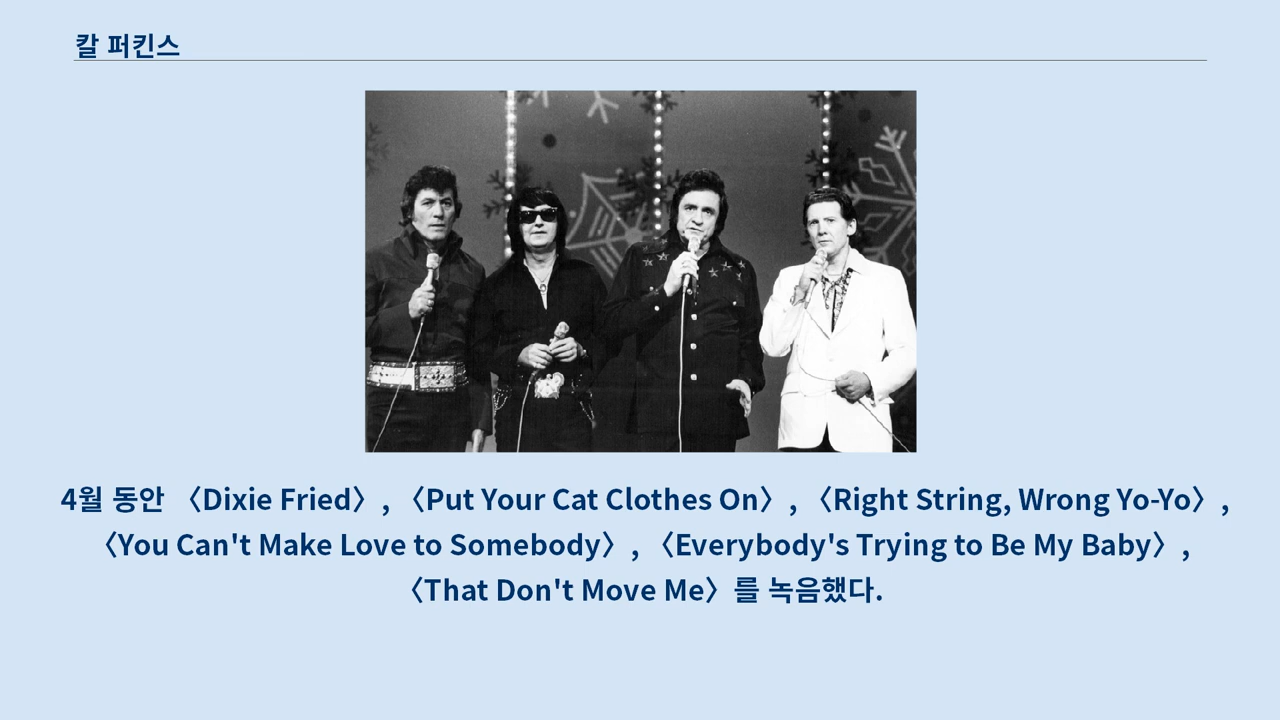 칼 퍼킨스
4월 동안 〈Dixie Fried〉, 〈Put Your Cat Clothes On〉, 〈Right String, Wrong Yo-Yo〉,
〈You Can't Make Love to Somebody〉, 〈Everybody's Trying to Be My Baby〉,
〈That Don't Move Me〉를 녹음했다.